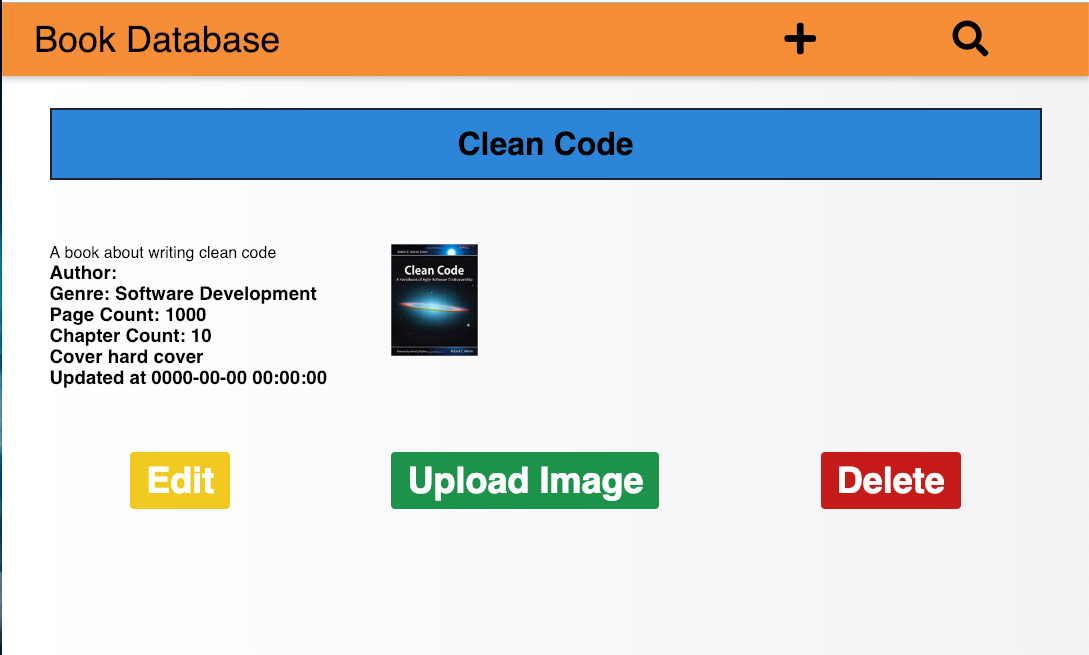 Book Database
Clean Code
A book about writing clean code
Author:
Genre: Software Development
Page Count: 1000
Chapter Count: 10
Cover hard cover
Updated at 0000-00-00 00:00:00
Clean Code
A Handbook of Agile Software Craftsmanship
Edit
Upload Image
Delete